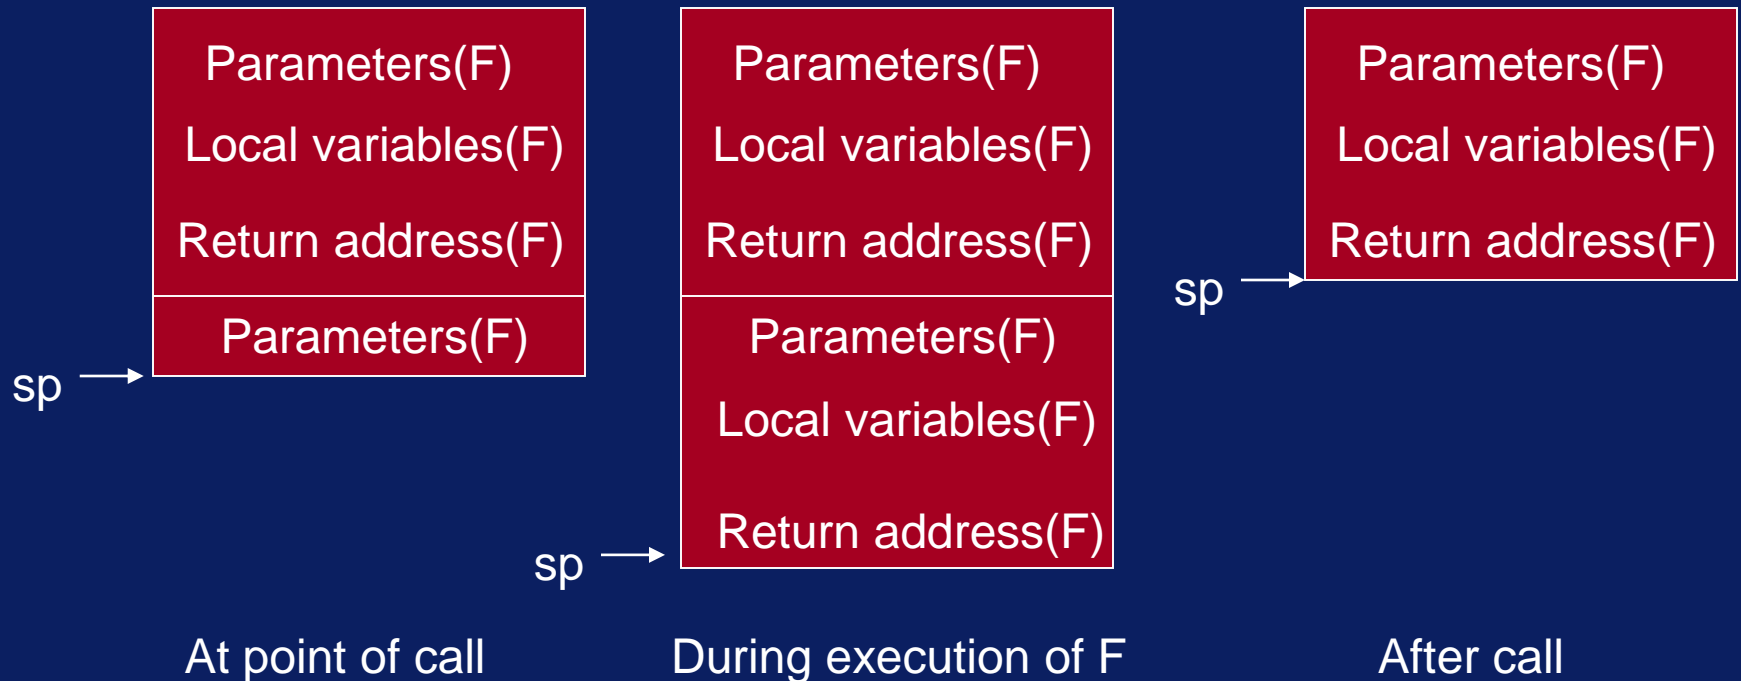 Parameters(F)
Local variables(F)
Return address(F)
Parameters(F)
sp
At point of call
Parameters(F)
Local variables(F)
Return address(F)
Parameters(F)
Local variables(F)
Return address(F)
sp
During execution of F
Parameters(F)
Local variables(F)
Return address(F)
sp
After call